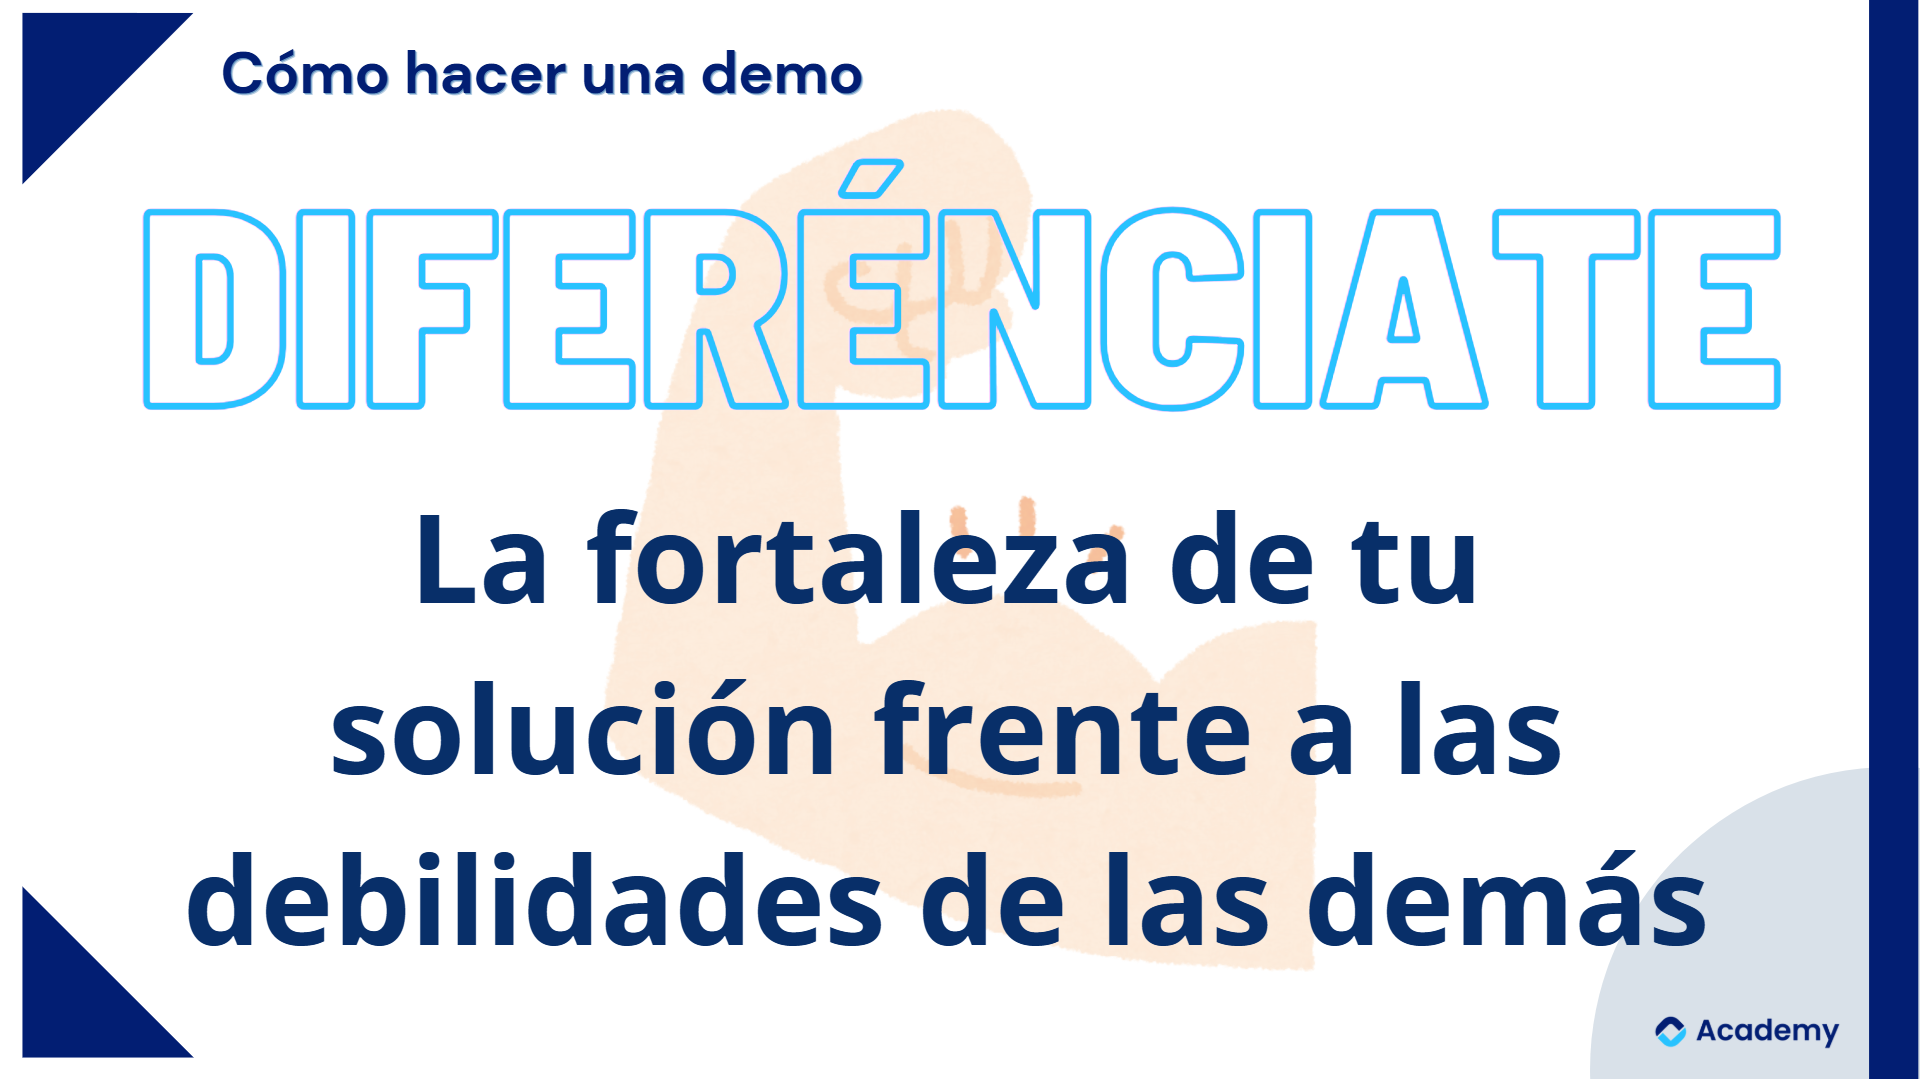 Cómo hacer una demo
DIFERÉNCIATE
La fortaleza de tu
solución frente a las
debilidades de las demás
Academy